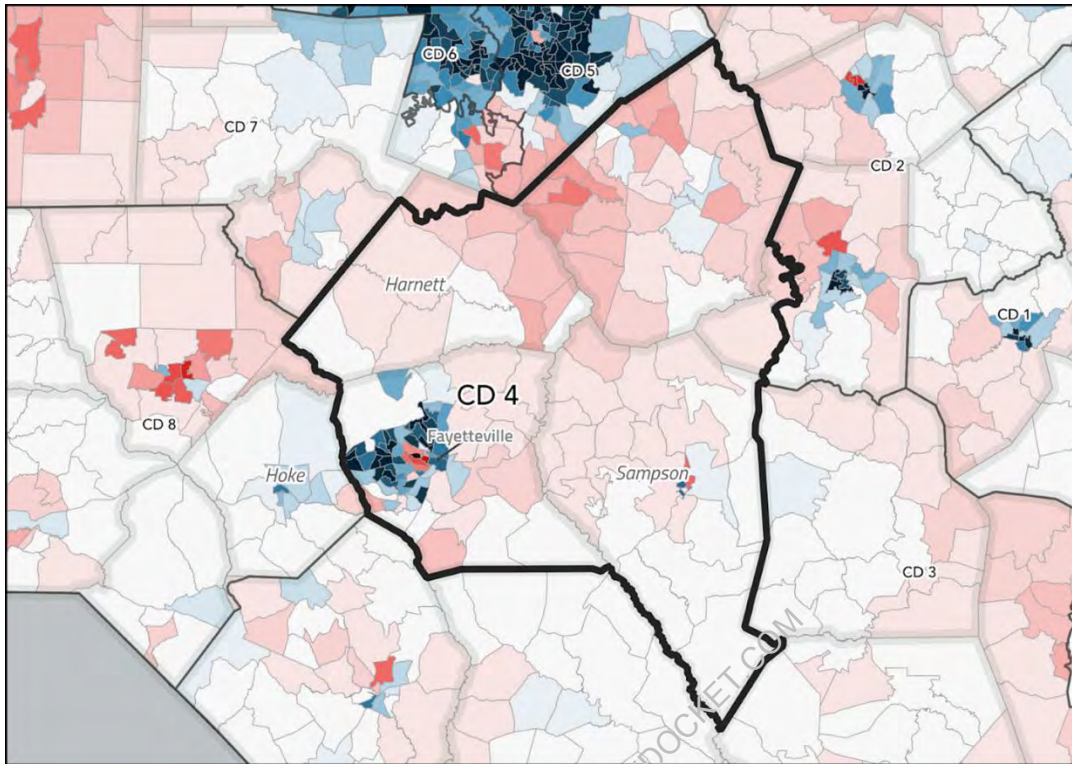 CD 6
CD 5
CD 7
CD 2
Harnett
CD 1
CD 4
CD 8
Fayetteville
Hoke
Sampson
CD 3
DOCKET.COM